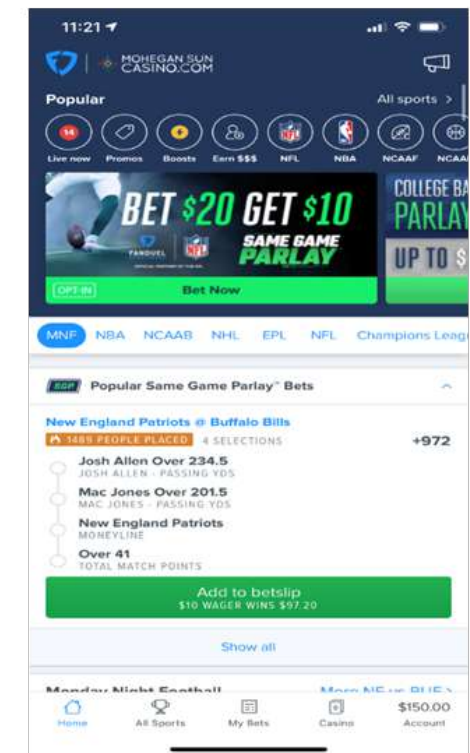 11:21
MOHEGAN SUN
CASINO.COM
Popular
All sports >
14
Live now Promos Boosts Earn $$$ NFL NBA NCAAF NCAA
BET $20 GET $10
FANDUEL NFL SAME GAME
PARLAY
OPT-IN Bet Now
COLLEGE BA
PARLAY
UP TO $
MNF NBA NCAAB NHL EPL NFL Champions Leag
SGP Popular Same Game Parlay™ Bets
New England Patriots @ Buffalo Bills
1489 PEOPLE PLACED 4 SELECTIONS +972
Josh Allen Over 234.5
JOSH ALLEN - PASSING YDS
Mac Jones Over 201.5
MAC JONES - PASSING YDS
New England Patriots
MONEYLINE
Over 41
TOTAL MATCH POINTS
Add to betslip
$10 WAGER WINS $97.20
Show all
Monday Night Football More NE vs BUF >
Home All Sports My Bets Casino $150.00
Account